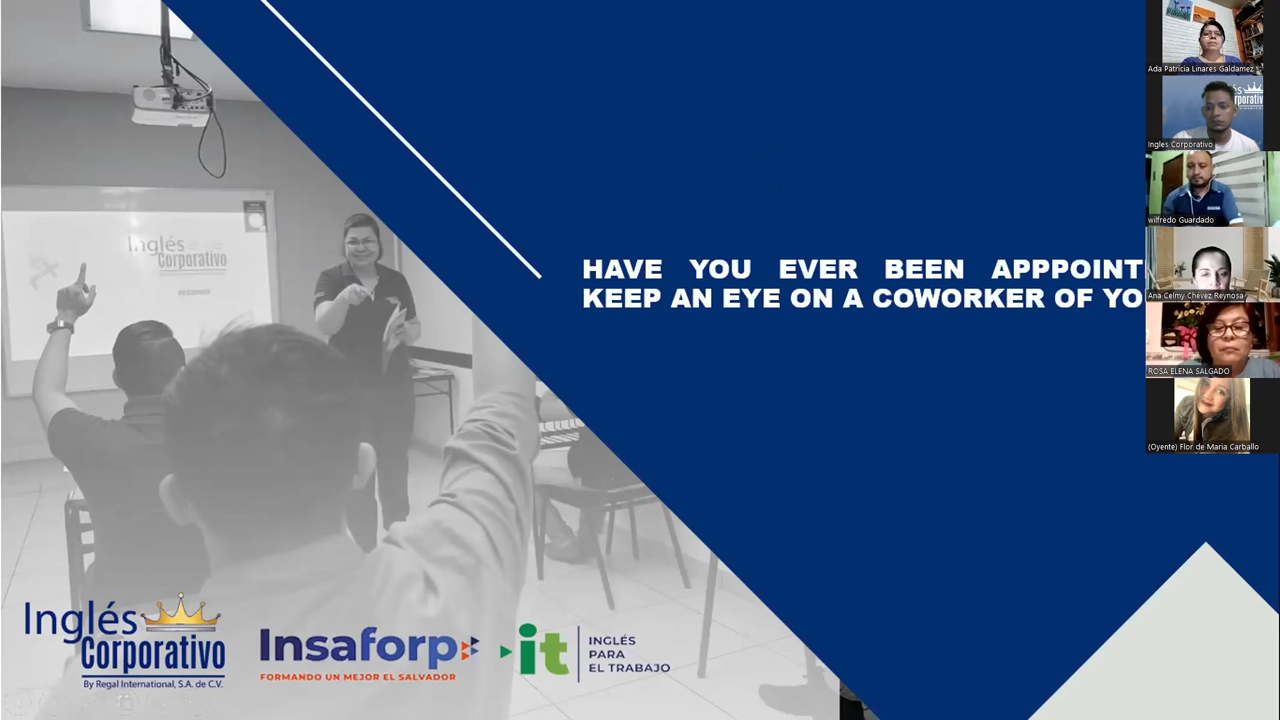 HAVE YOU EVER BEEN APPPOINT
KEEP AN EYE ON A COWORKER OF YO
Inglés
Corporativo
Inglés
Corporativo
By Regal International, S.A. de C.V.
Insaforp
FORMANDO UN MEJOR EL SALVADOR
it
INGLÉS
PARA
EL TRABAJO
Ada Patricia Linares Galdamez
Ingles Corporativo
wilfredo Guardado
Ana Celmy Chévez Reynosa
ROSA ELENA SALGADO
(Oyente) Flor de Maria Carballo